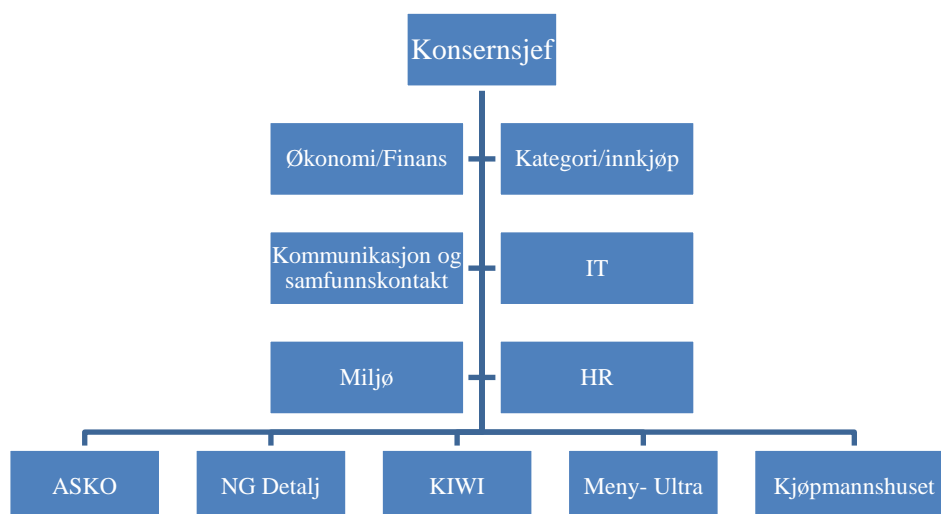 Konsernsjef
Økonomi/Finans
Kategori/innkjøp
Kommunikasjon og
samfunnskontakt
IT
Miljø
HR
ASKO
NG Detalj
KIWI
Meny- Ultra
Kjøpmannshuset